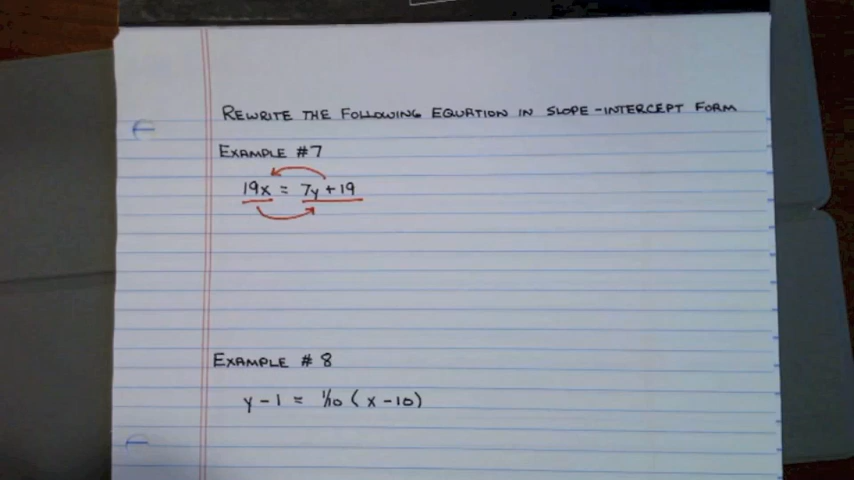 REWRITE THE FOLLOWING EQUATION IN SLOPE-INTERCEPT FORM
EXAMPLE #7
19x = 7y + 19
EXAMPLE # 8
y - 1 = 1/10 ( x - 10 )